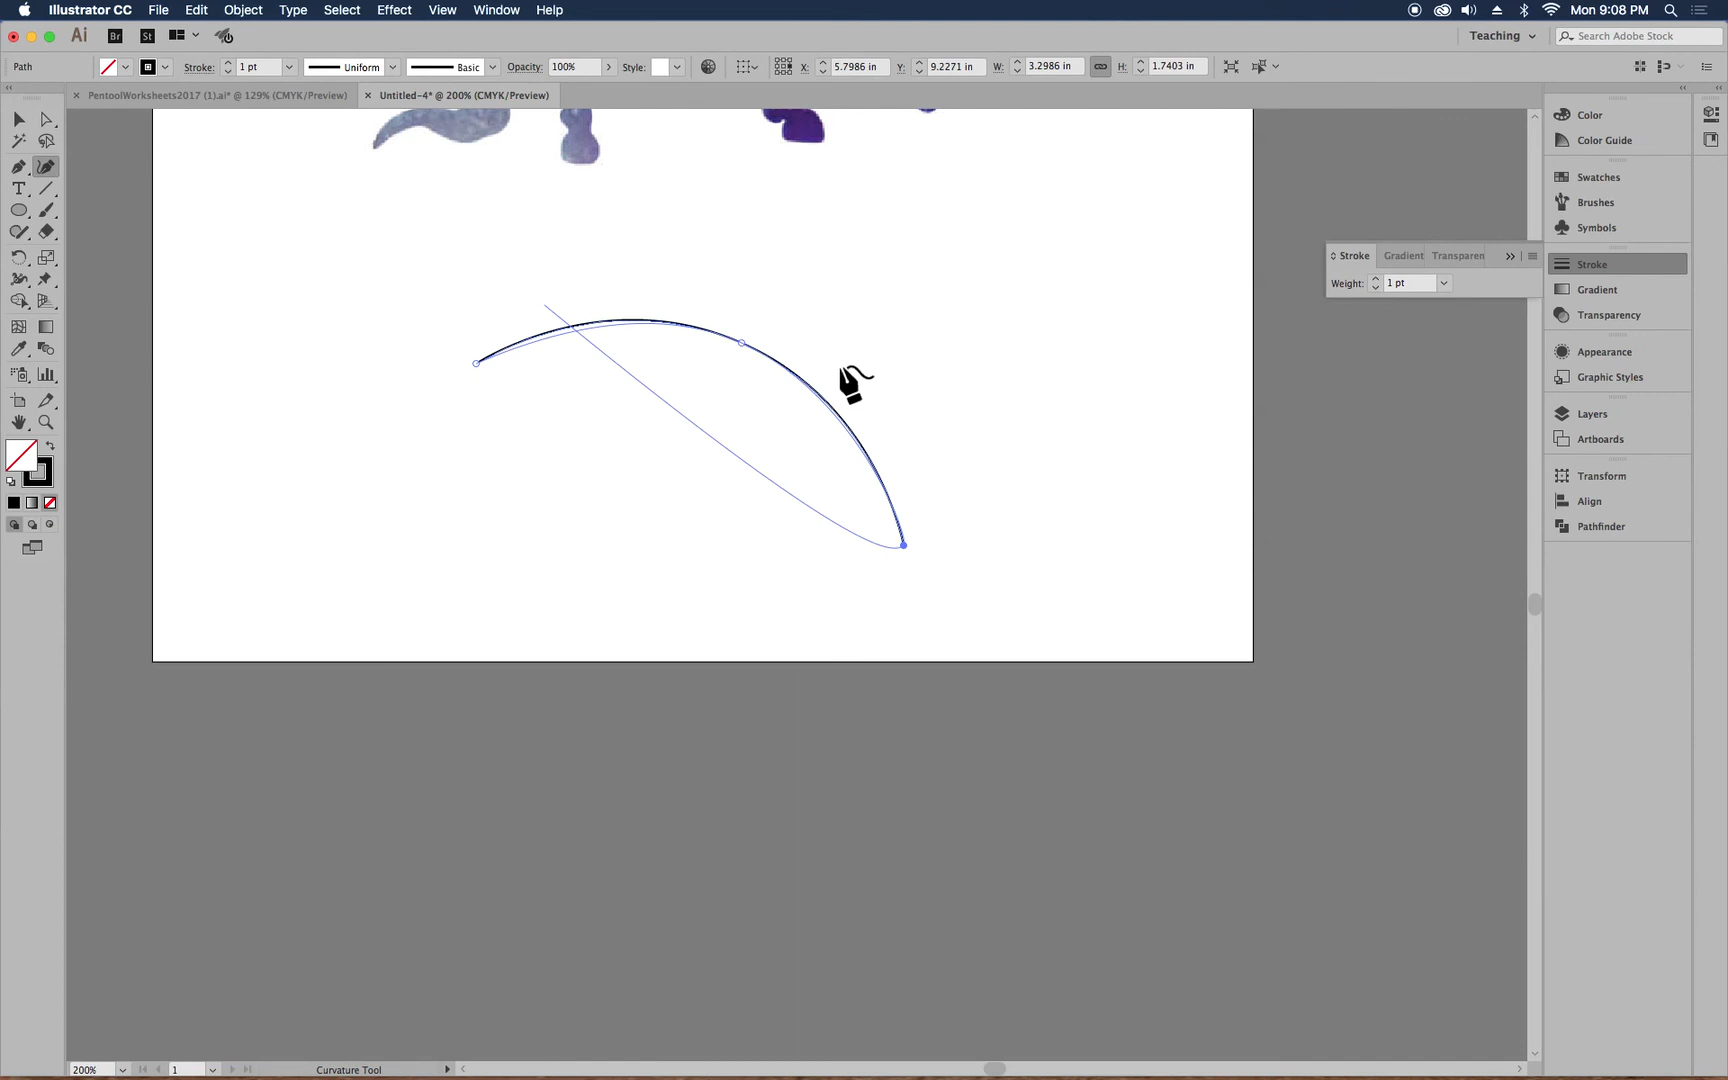 Illustrator CC File Edit Object Type Select Effect View Window Help Mon 9:08 PM
Ai Br St Teaching Search Adobe Stock
Path Stroke: 1 pt Uniform Basic Opacity: 100% Style: X: 5.7986 in Y: 9.2271 in W: 3.2986 in H: 1.7403 in
PentoolWorksheets2017 (1).ai* @ 129% (CMYK/Preview) Untitled-4* @ 200% (CMYK/Preview)
Color
Color Guide
Swatches
Brushes
Symbols
Stroke Gradient Transparen
Weight: 1 pt
Stroke
Gradient
Transparency
Appearance
Graphic Styles
Layers
Artboards
Transform
Align
Pathfinder
200% 1 Curvature Tool